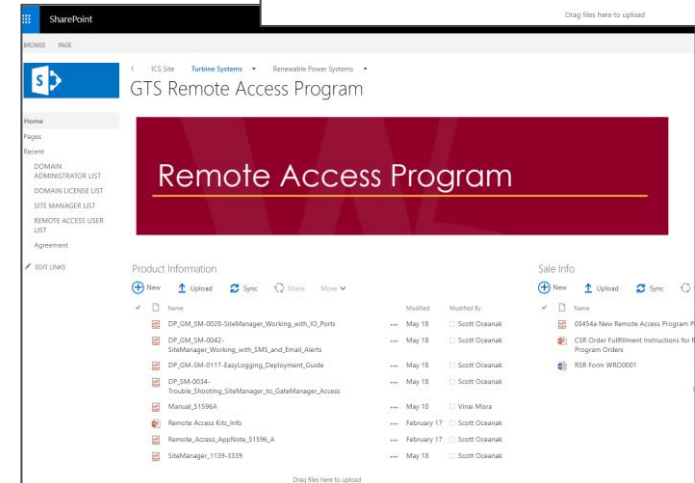 Drag files here to upload
SharePoint
BROWSE PAGE
1 ICS Site Turbine Systems Renewable Power Systems
GTS Remote Access Program
S
Home
Pages
Recent
DOMAIN
ADMINISTRATOR LIST
DOMAIN LICENSE LIST
SITE MANAGER LIST
REMOTE ACCESS USER
LIST
Agreement
EDIT LINKS
Remote Access Program
Product Information
New Upload Sync Share More
Name Modified Modified By
DP_GM_SM-0028-SiteManager_Working_with_IO_Ports ... May 18 Scott Oceanak
DP_GM_SM-0042-
SiteManager_Working_with_SMS_and_Email_Alerts ... May 18 Scott Oceanak
DP_GM-SM-0117-EasyLogging_Deployment_Guide ... May 18 Scott Oceanak
DP_SM-0034-
Trouble_Shooting_SiteManager_to_GateManager_Access ... May 18 Scott Oceanak
Manual_51596A ... May 10 Vinai Misra
Remote Access Kits_Info ... February 17 Scott Oceanak
Remote_Access_AppNote_51596_A ... February 17 Scott Oceanak
SiteManager_1139-3339 ... May 18 Scott Oceanak
Drag files here to upload
Sale Info
New Upload Sync
Name
03454a New Remote Access Program
CSR Order Fullfillment Instructions for
Program Orders
RSR Form WRO0001